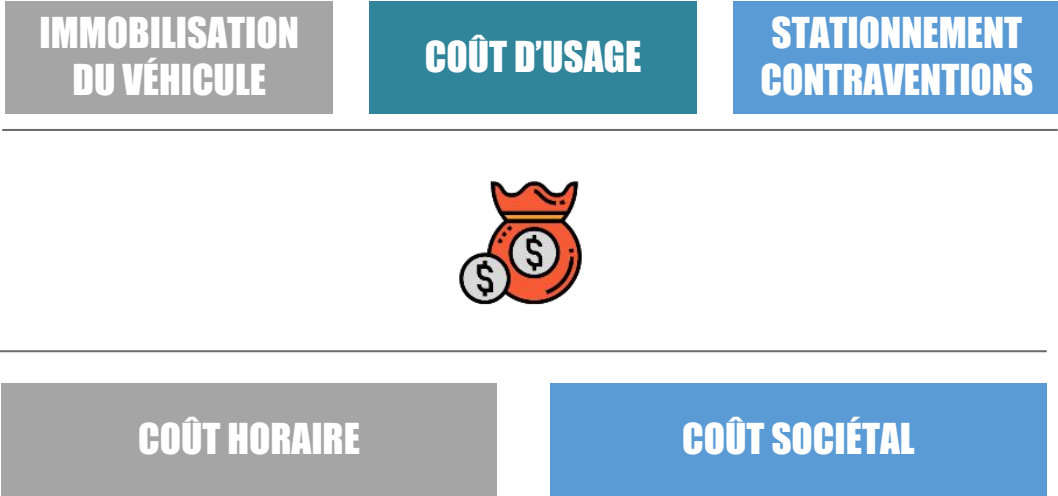 IMMOBILISATION
DU VÉHICULE
COÛT D'USAGE
STATIONNEMENT
CONTRAVENTIONS
$
$
COÛT HORAIRE
COÛT SOCIÉTAL